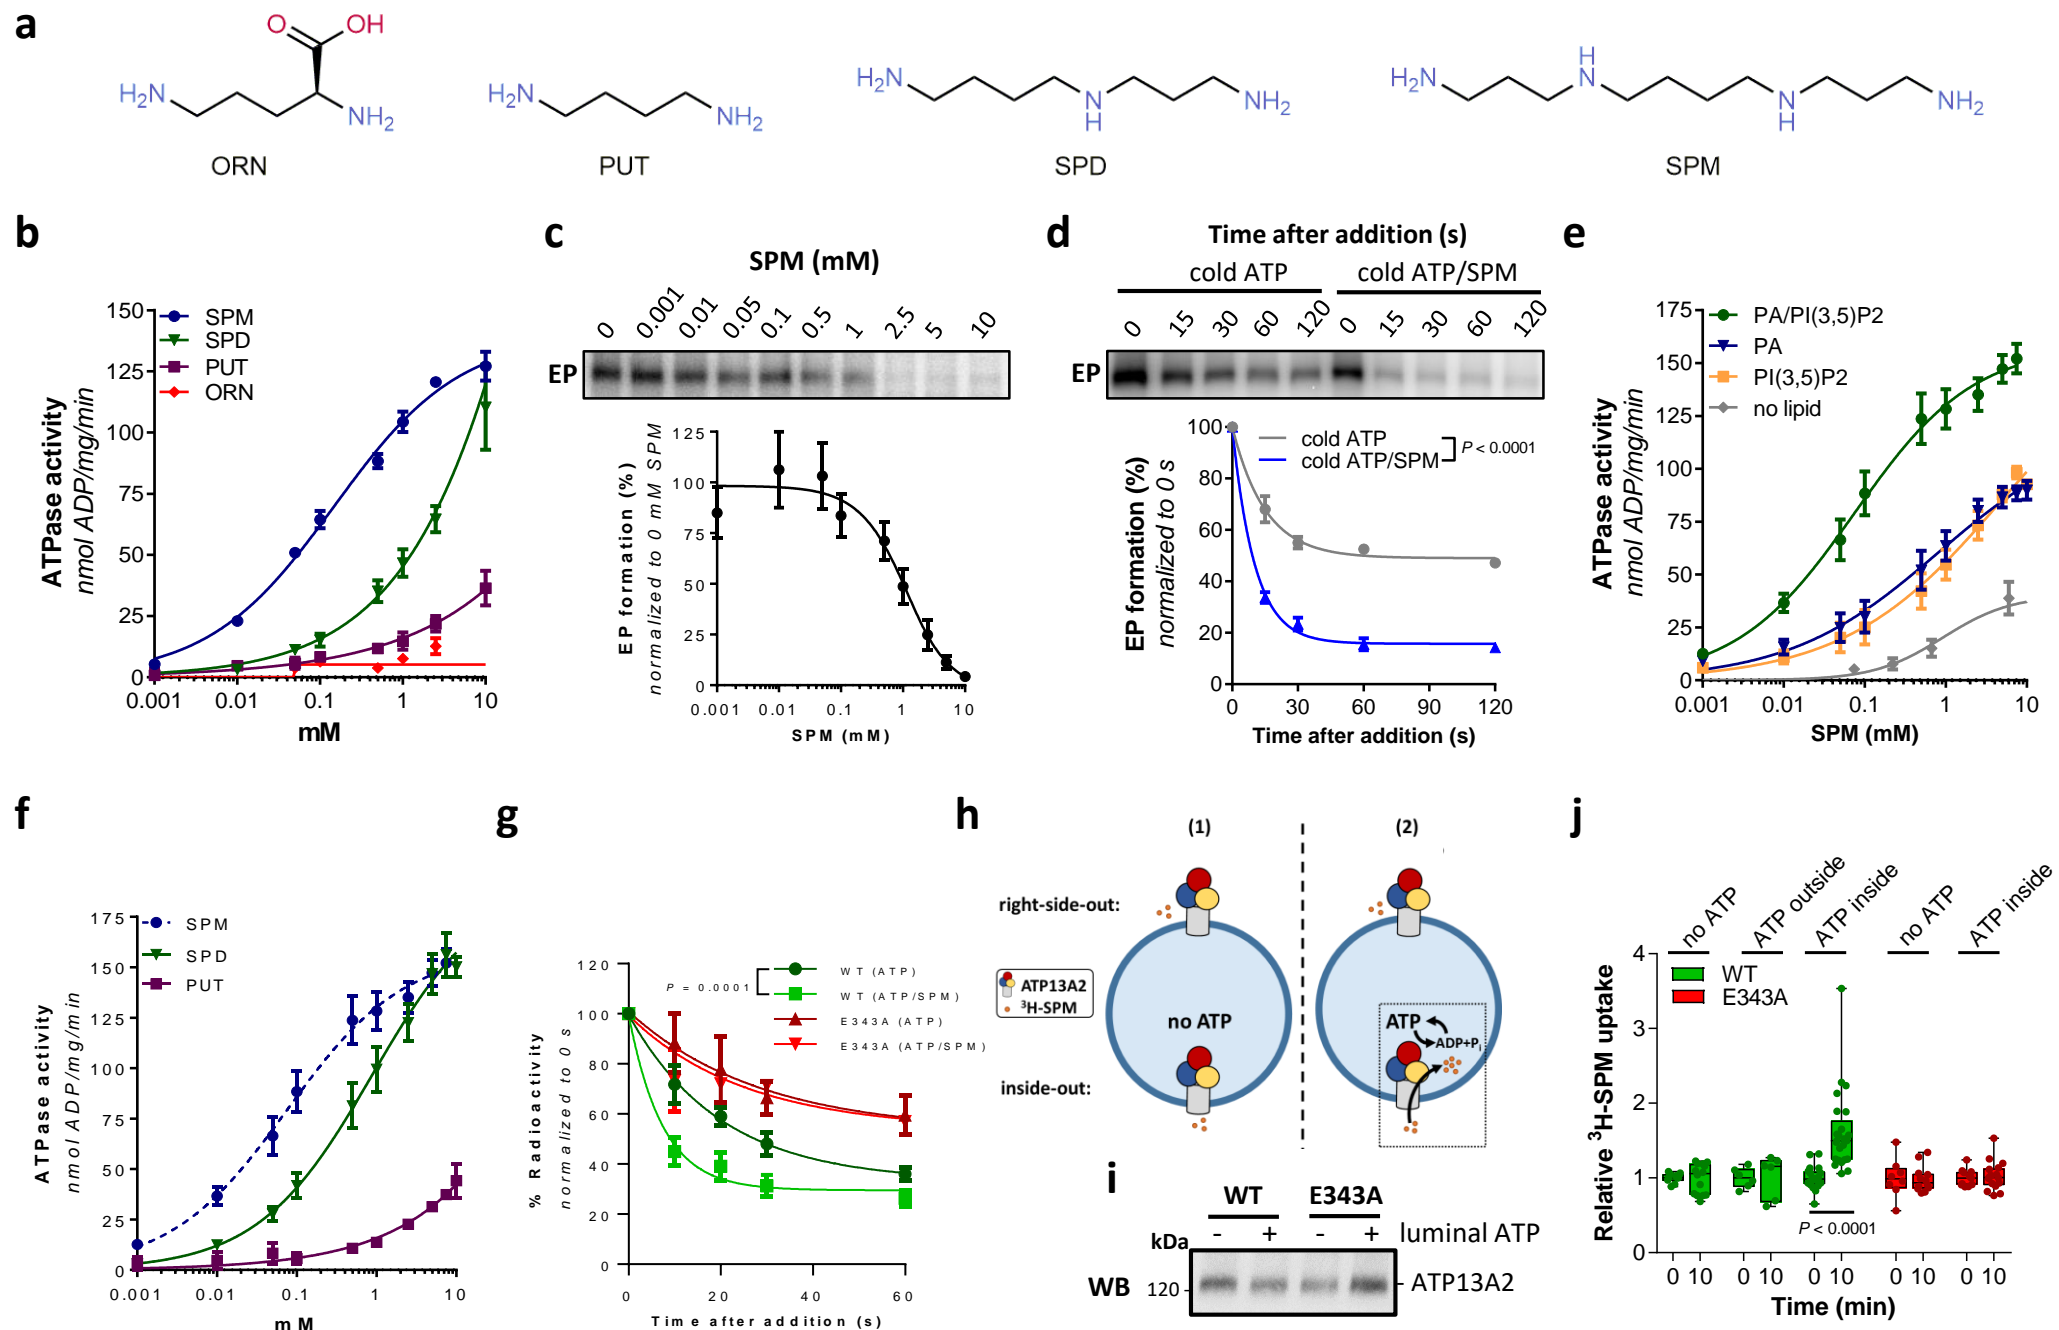 a
O
OH
H₂N
NH₂
ORN
H₂N
NH₂
PUT
H₂N
N
H
NH₂
SPD
H₂N
H
N
N
H
NH₂
SPM
b
150
125
100
75
50
25
0
ATPase activity
nmol ADP/mg/min
SPM
SPD
PUT
ORN
0.001 0.01 0.1 1 10
mM
c
SPM (mM)
0 0.001 0.01 0.05 0.1 0.5 1 2.5 5 10
EP
125
100
75
50
25
0
EP formation (%)
normalized to 0 mM SPM
0.001 0.01 0.1 1 10
SPM (mM)
d
Time after addition (s)
cold ATP cold ATP/SPM
0 15 30 60 120 0 15 30 60 120
EP
100
80
60
40
20
0
EP formation (%)
normalized to 0 s
cold ATP
cold ATP/SPM
P < 0.0001
0 30 60 90 120
Time after addition (s)
e
175
150
125
100
75
50
25
0
ATPase activity
nmol ADP/mg/min
PA/PI(3,5)P2
PA
PI(3,5)P2
no lipid
0.001 0.01 0.1 1 10
SPM (mM)
f
175
150
125
100
75
50
25
0
ATPase activity
nmol ADP/mg/min
SPM
SPD
PUT
0.001 0.01 0.1 1 10
mM
g
120
100
80
60
40
20
0
% Radioactivity
normalized to 0 s
P = 0.0001
WT (ATP)
WT (ATP/SPM)
E343A (ATP)
E343A (ATP/SPM)
0 20 40 60
Time after addition (s)
h
(1) (2)
right-side-out:
ATP13A2
³H-SPM
no ATP
ATP
ADP+Pᵢ
inside-out:
i
WT E343A
- + - + luminal ATP
kDa
WB 120 - - ATP13A2
j
no ATP
ATP outside
ATP inside
no ATP
ATP inside
4
3
2
1
0
Relative ³H-SPM uptake
WT
E343A
P < 0.0001
0 10 0 10 0 10 0 10 0 10
Time (min)